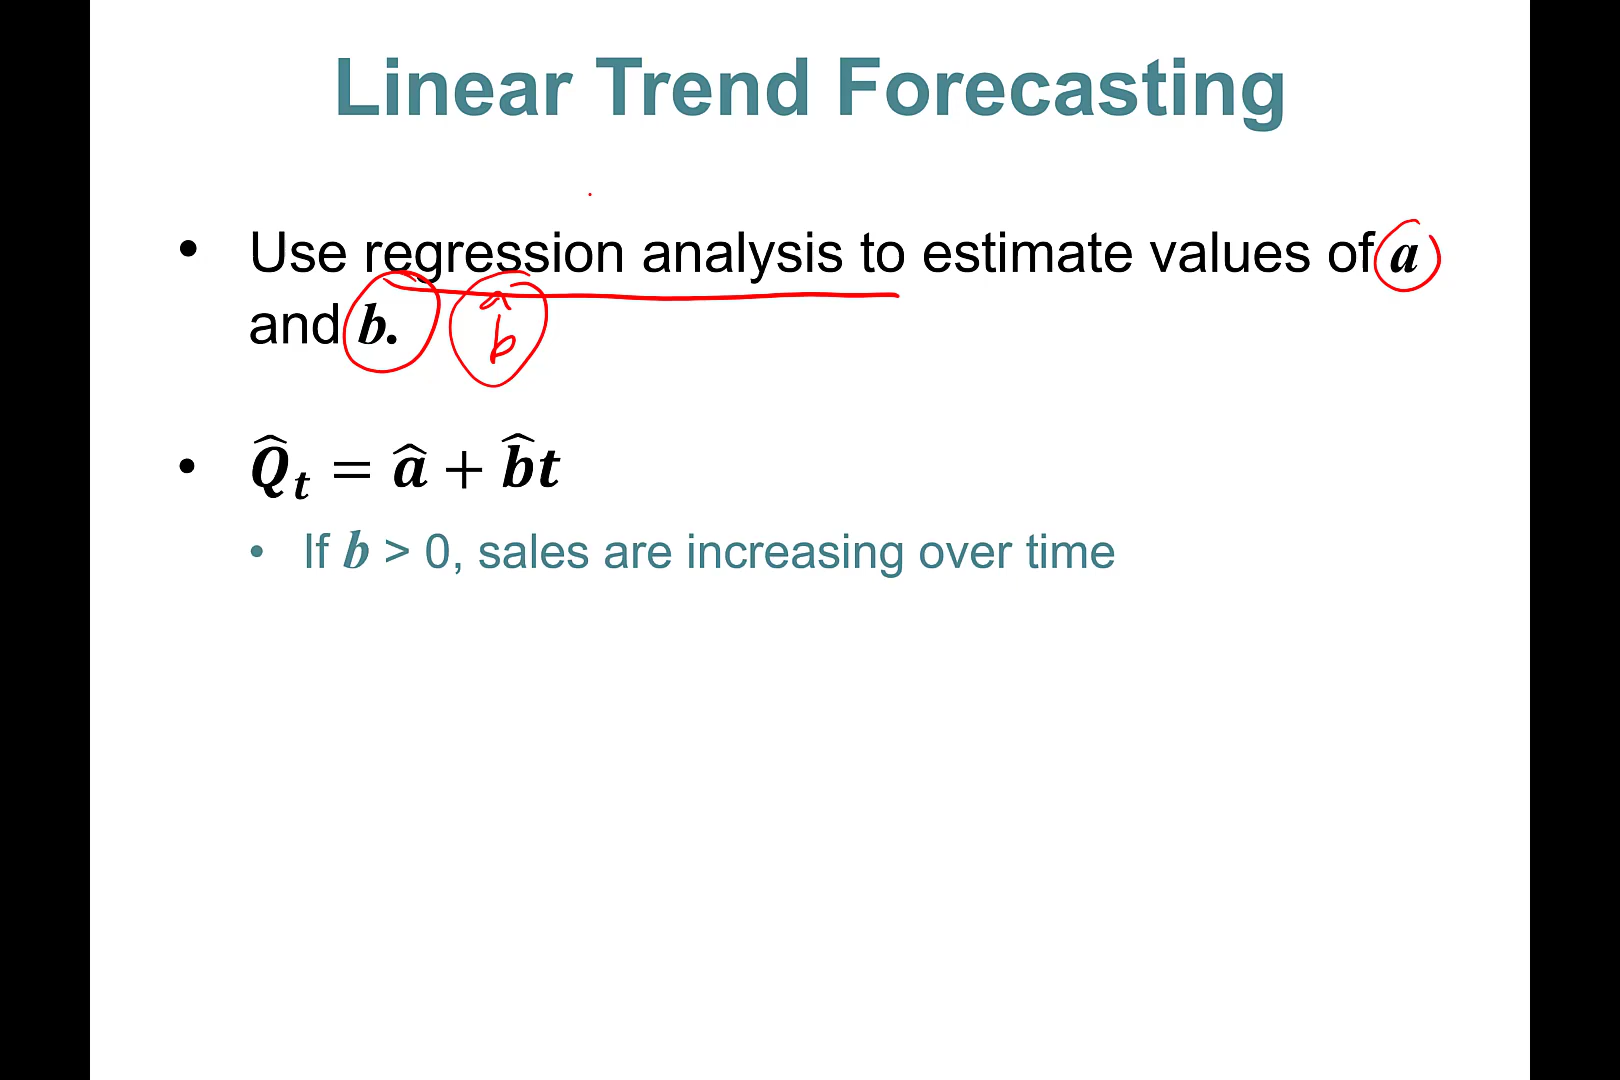 Linear Trend Forecasting
• Use regression analysis to estimate values of a
and b.
^
b
• Q̂ₜ = â + b̂t
• If b > 0, sales are increasing over time